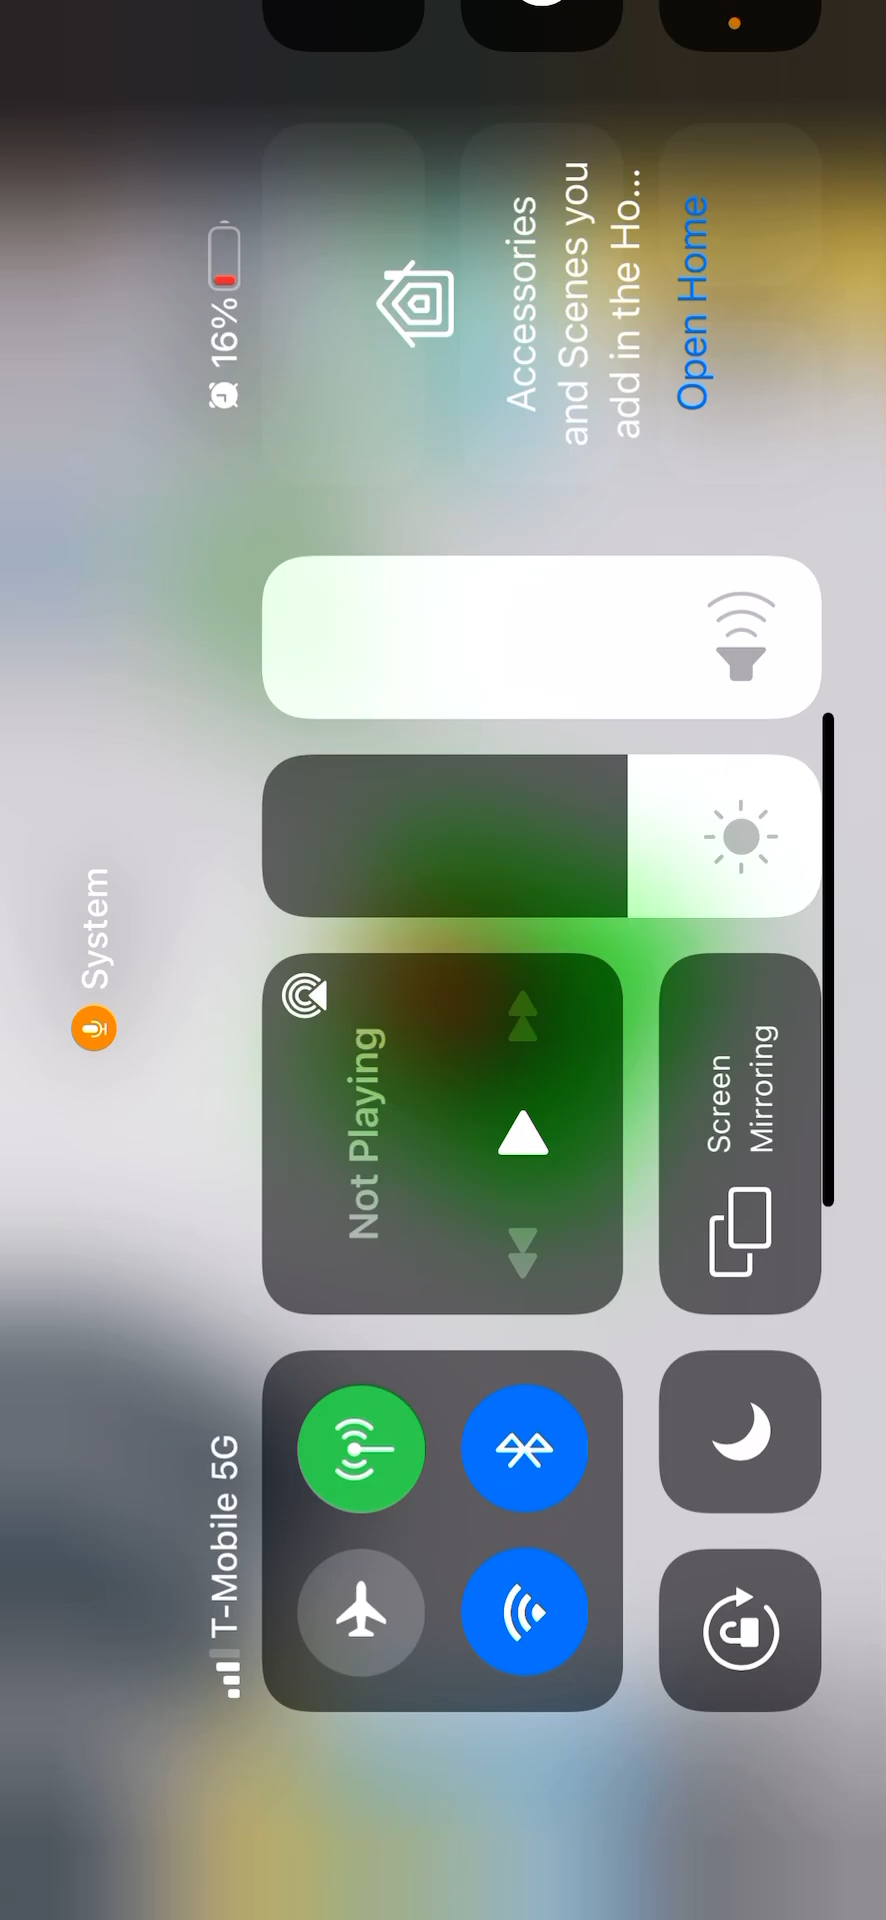 System
T-Mobile 5G
16%
Not Playing
Screen
Mirroring
Accessories
and Scenes you
add in the Ho...
Open Home